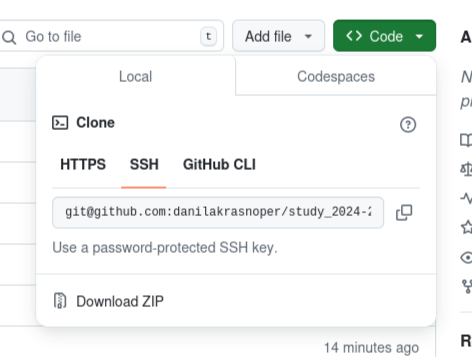 Go to file t Add file Code A
Local Codespaces
Clone
HTTPS SSH GitHub CLI
git@github.com:danilakrasnoper/study_2024-2
Use a password-protected SSH key.
Download ZIP
14 minutes ago